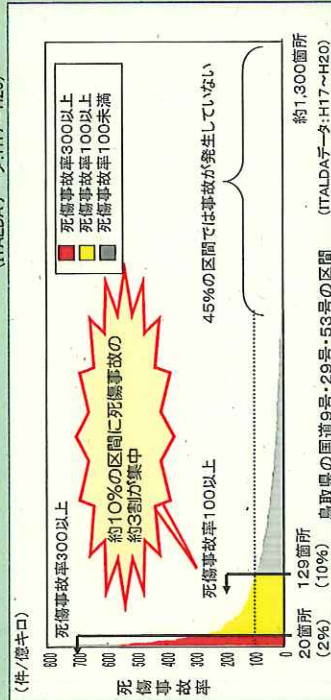 (件/億キロ)
死傷事故率
800
700
600
500
400
300
200
100
0
死傷事故率300以上
約10%の区間に死傷事故の
約3割が集中
死傷事故率300以上
死傷事故率100以上
死傷事故率100未満
死傷事故率100以上
45%の区間では事故が発生していない
20箇所
(2%)
129箇所
(10%)
約1,300箇所
鳥取県の国道9号・29号・53号の区間
(ITALDAデータ:H17~H20)